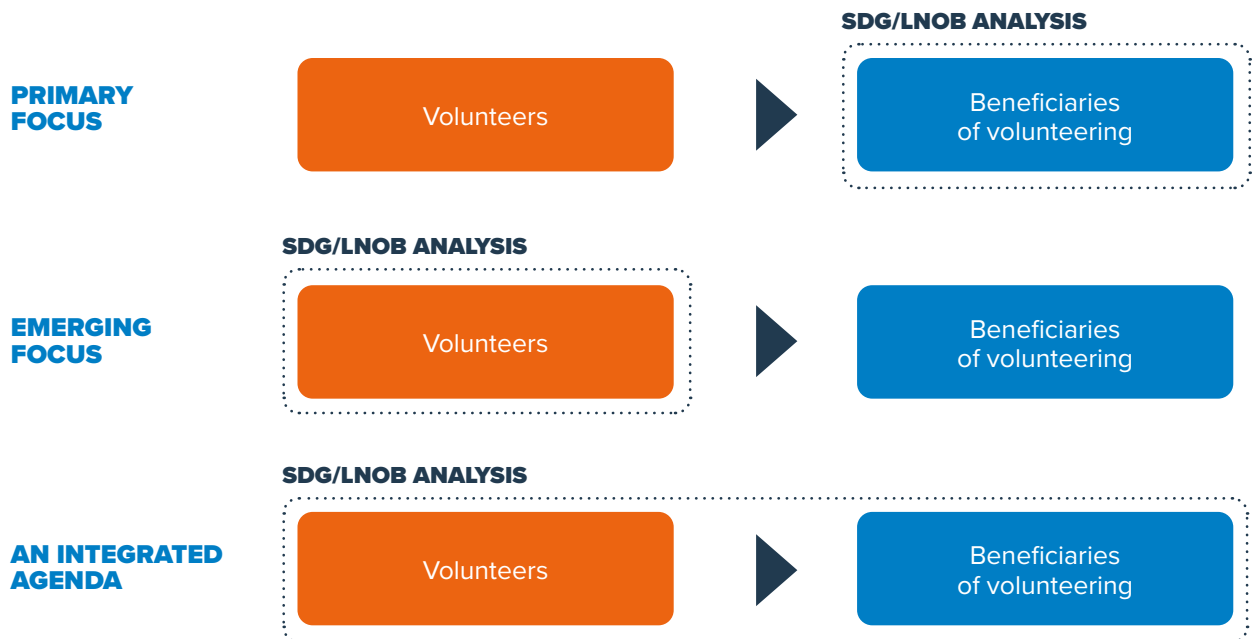 SDG/LNOB ANALYSIS
PRIMARY
FOCUS
Volunteers
Beneficiaries
of volunteering
SDG/LNOB ANALYSIS
EMERGING
FOCUS
Volunteers
Beneficiaries
of volunteering
SDG/LNOB ANALYSIS
AN INTEGRATED
AGENDA
Volunteers
Beneficiaries
of volunteering